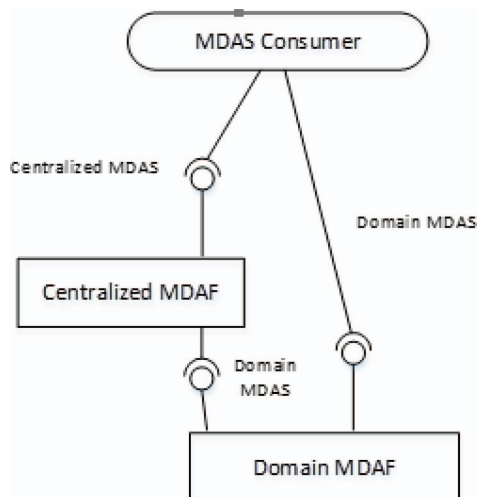 MDAS Consumer
Centralized MDAS
Domain MDAS
Centralized MDAF
Domain
MDAS
Domain MDAF